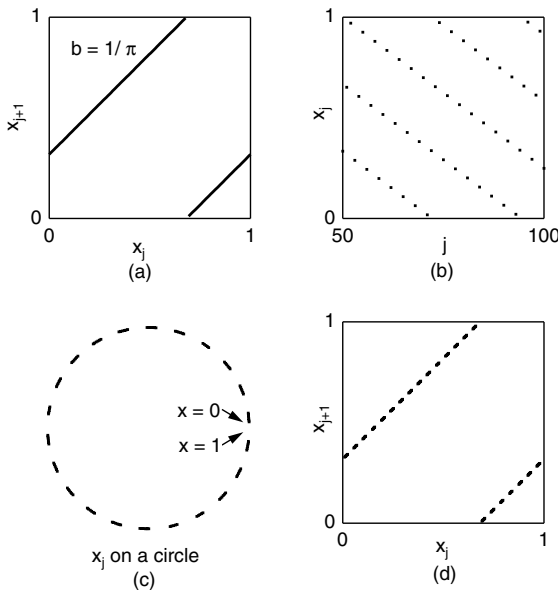 1
b = 1/ π
x_{j+1}
0
0
x_j
1
(a)
1
x_j
0
50
j
100
(b)
x = 0
x = 1
x_j on a circle
(c)
1
x_{j+1}
0
0
x_j
1
(d)